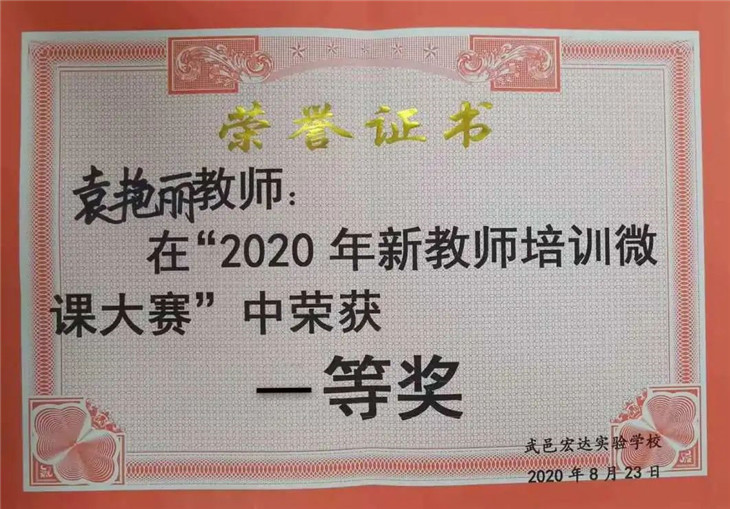 荣誉证书
袁艳丽教师：
在“2020年新教师培训微
课大赛”中荣获
一等奖
武邑宏达实验学校
2020年8月23日